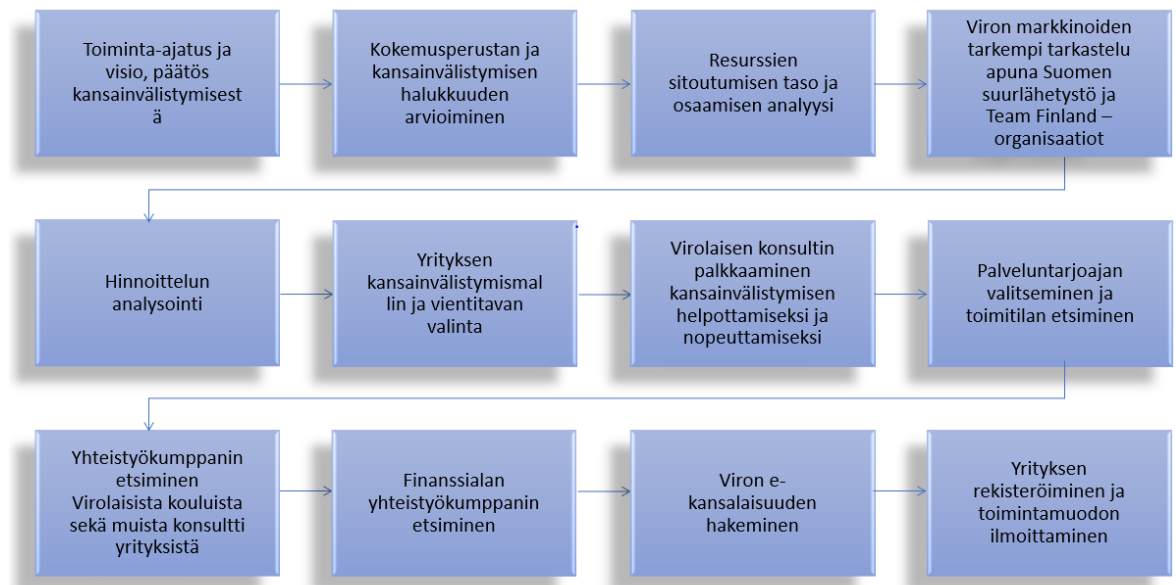 Toiminta-ajatus ja
visio, päätös
kansainvälistymisest
ä
Kokemusperustan ja
kansainvälistymisen
halukkuuden
arvioiminen
Resurssien
sitoutumisen taso ja
osaamisen analyysi
Viron markkinoiden
tarkempi tarkastelu
apuna Suomen
suurlähetystö ja
Team Finland –
organisaatiot
Hinnoittelun
analysointi
Yrityksen
kansainvälistymismal
lin ja vientitavan
valinta
Virolaisen konsultin
palkkaaminen
kansainvälistymisen
helpottamiseksi ja
nopeuttamiseksi
Palveluntarjoajan
valitseminen ja
toimitilan etsiminen
Yhteistyökumppanin
etsiminen
Virolaisista kouluista
sekä muista konsultti
yrityksistä
Finanssialan
yhteistyökumppanin
etsiminen
Viron e-
kansalaisuuden
hakeminen
Yrityksen
rekisteröiminen ja
toimintamuodon
ilmoittaminen